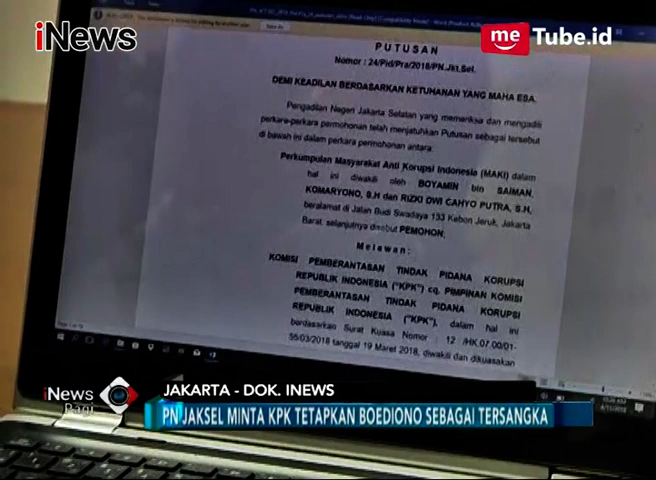 iNews
me Tube.id
PUTUSAN
Nomor : 24/Pid/Pra/2018/PN.Jkt.Sel.
DEMI KEADILAN BERDASARKAN KETUHANAN YANG MAHA ESA.
Pengadilan Negeri Jakarta Selatan yang memeriksa dan mengadili
perkara-perkara permohonan telah menjatuhkan Putusan sebagai tersebut
di bawah ini dalam perkara permohonan antara:
Perkumpulan Masyarakat Anti Korupsi Indonesia (MAKI) dalam
hal ini diwakili oleh BOYAMIN bin SAIMAN,
KOMARYONO, S.H dan RIZKI DWI CAHYO PUTRA, S.H,
beralamat di Jalan Budi Swadaya 133 Kebon Jeruk, Jakarta
Barat. selanjutnya disebut PEMOHON;
Melawan:
KOMISI PEMBERANTASAN TINDAK PIDANA KORUPSI
REPUBLIK INDONESIA ("KPK") cq. PIMPINAN KOMISI
PEMBERANTASAN TINDAK PIDANA KORUPSI
REPUBLIK INDONESIA ("KPK"), dalam hal ini
berdasarkan Surat Kuasa Nomor : 12 /HK.07.00/01-
55/03/2018 tanggal 19 Maret 2018, diwakili dan dikuasakan
iNews
Pagi
JAKARTA - DOK. INEWS
PN JAKSEL MINTA KPK TETAPKAN BOEDIONO SEBAGAI TERSANGKA